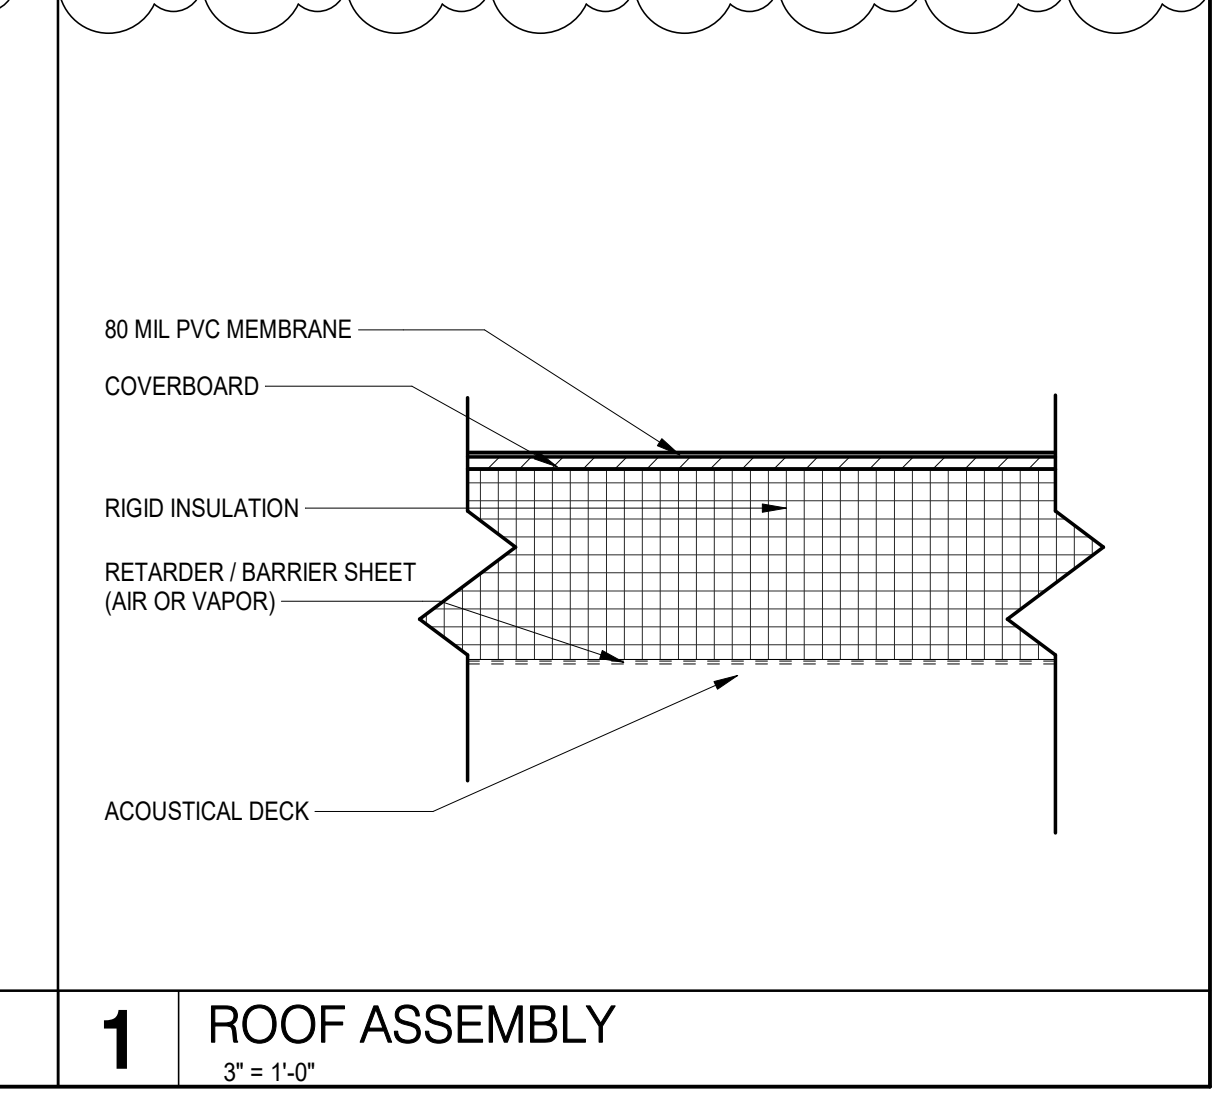 80 MIL PVC MEMBRANE
COVERBOARD
RIGID INSULATION
RETARDER / BARRIER SHEET
(AIR OR VAPOR)
ACOUSTICAL DECK
1
ROOF ASSEMBLY
3" = 1'-0"